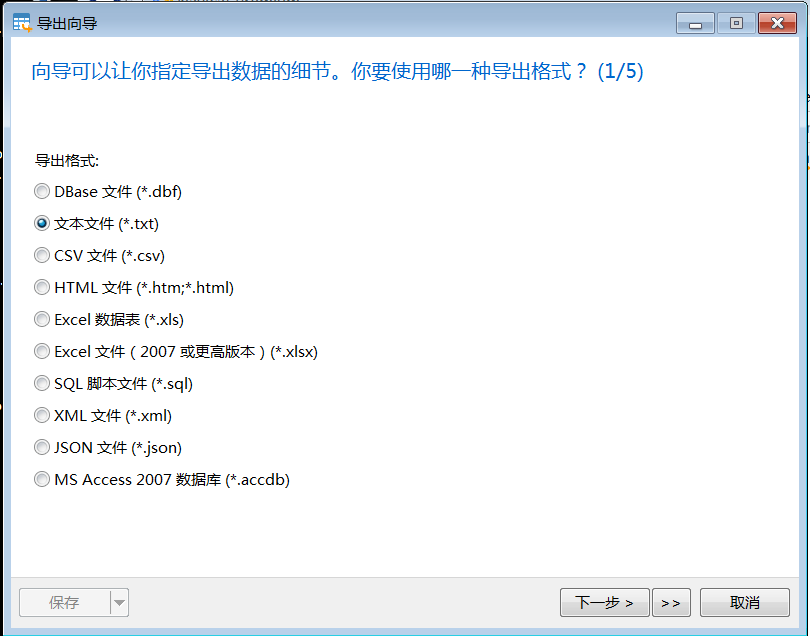 导出向导
向导可以让你指定导出数据的细节。你要使用哪一种导出格式？ (1/5)
导出格式:
DBase 文件 (*.dbf)
文本文件 (*.txt)
CSV 文件 (*.csv)
HTML 文件 (*.htm;*.html)
Excel 数据表 (*.xls)
Excel 文件（2007 或更高版本）(*.xlsx)
SQL 脚本文件 (*.sql)
XML 文件 (*.xml)
JSON 文件 (*.json)
MS Access 2007 数据库 (*.accdb)
保存 下一步 > >> 取消